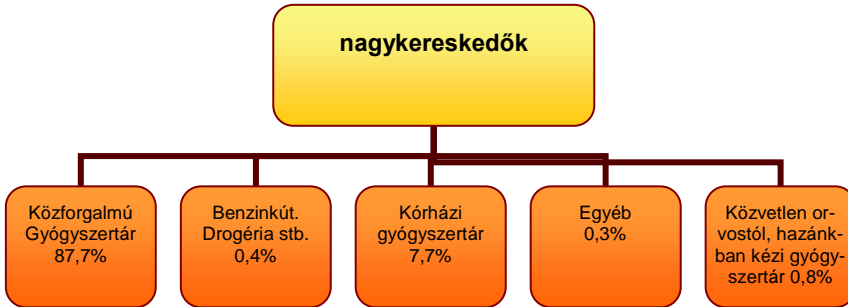 nagykereskedők
Közforgalmú
Gyógyszertár
87,7%
Benzinkút.
Drogéria stb.
0,4%
Kórházi
gyógyszertár
7,7%
Egyéb
0,3%
Közvetlen or-
vostól, hazánk-
ban kézi gyógy-
szertár 0,8%